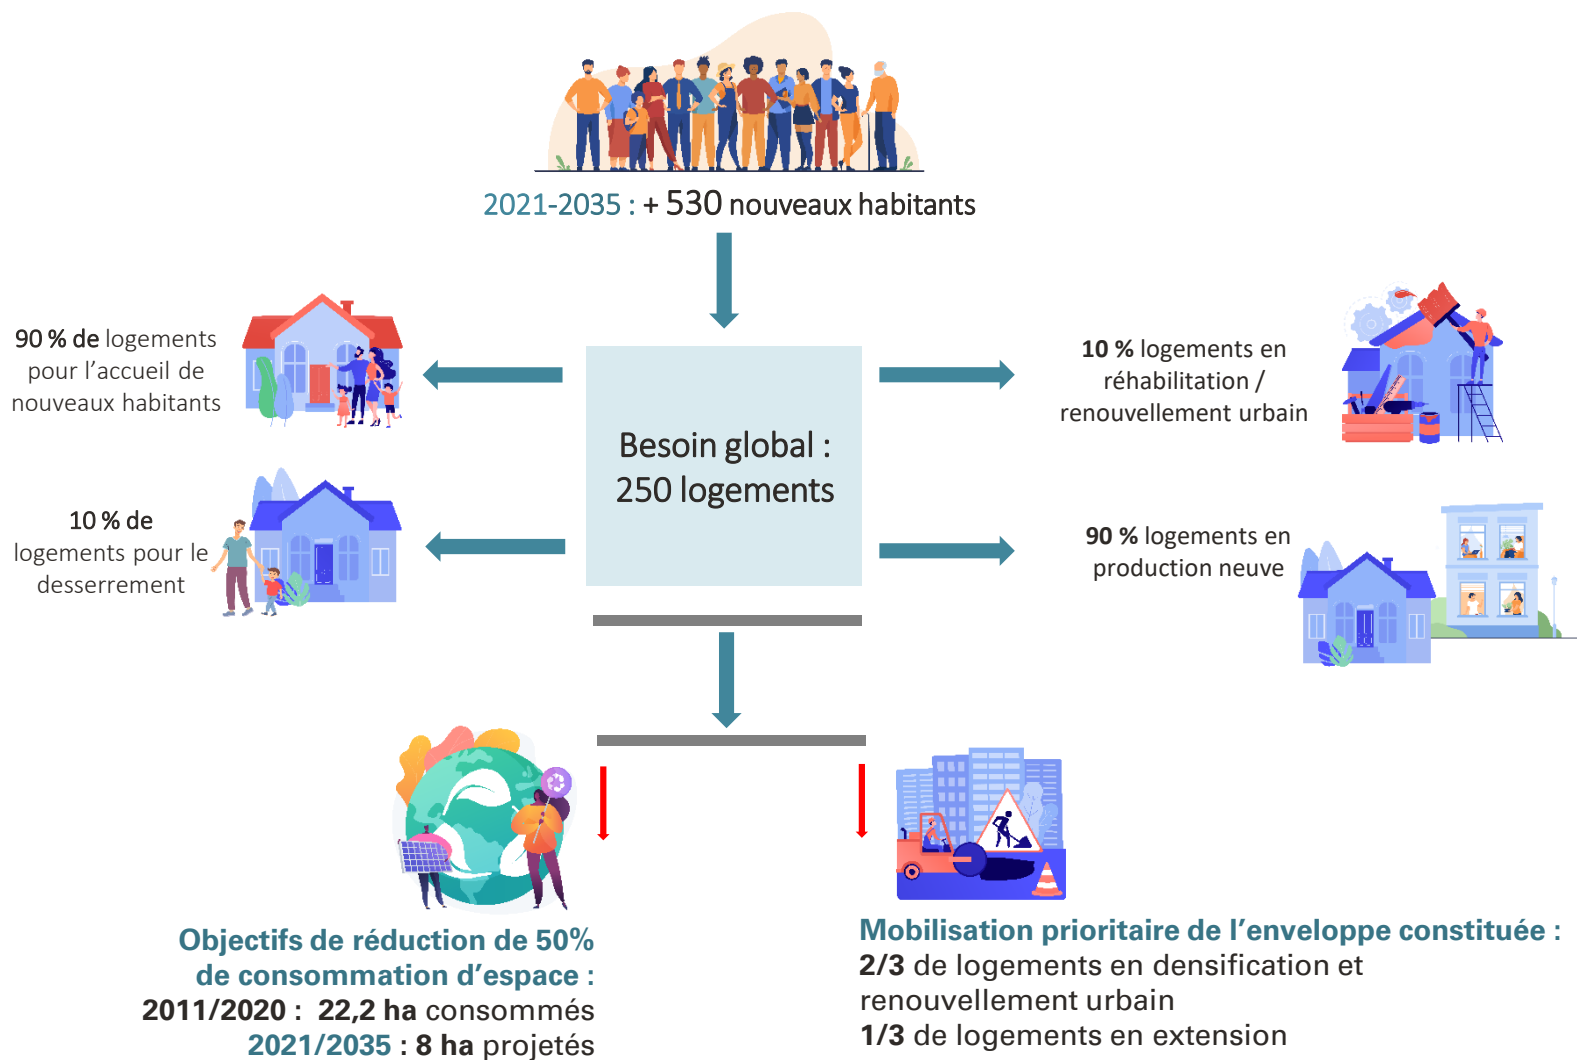 2021-2035 : + 530 nouveaux habitants
90 % de logements
pour l’accueil de
nouveaux habitants
10 % de
logements pour le
desserrement
Besoin global :
250 logements
10 % logements en
réhabilitation /
renouvellement urbain
90 % logements en
production neuve
Objectifs de réduction de 50%
de consommation d’espace :
2011/2020 : 22,2 ha consommés
2021/2035 : 8 ha projetés
Mobilisation prioritaire de l’enveloppe constituée :
2/3 de logements en densification et
renouvellement urbain
1/3 de logements en extension